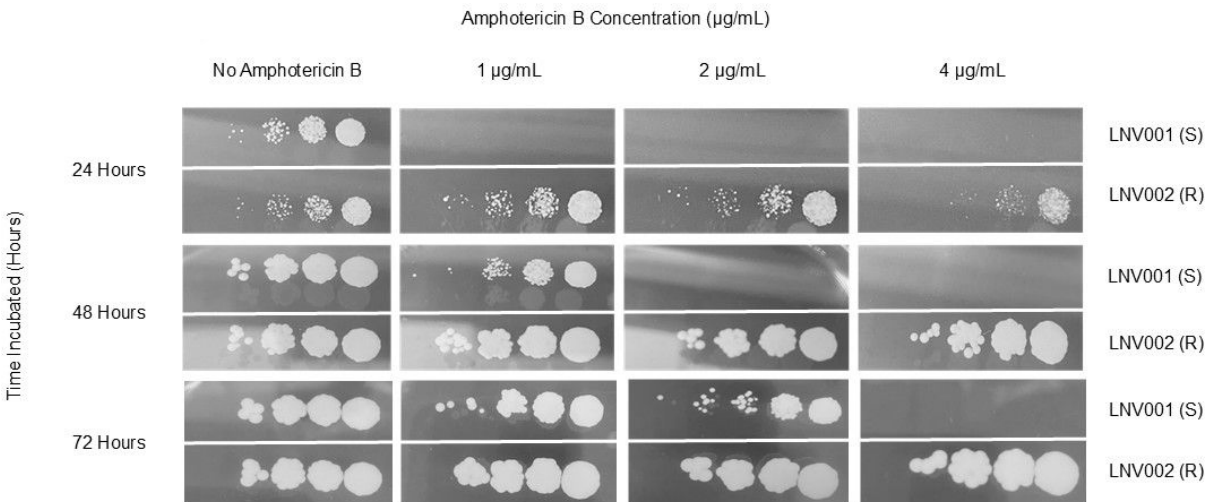 Amphotericin B Concentration (µg/mL)
No Amphotericin B 1 µg/mL 2 µg/mL 4 µg/mL
LNV001 (S)
24 Hours
LNV002 (R)
Time Incubated (Hours)
LNV001 (S)
48 Hours
LNV002 (R)
LNV001 (S)
72 Hours
LNV002 (R)